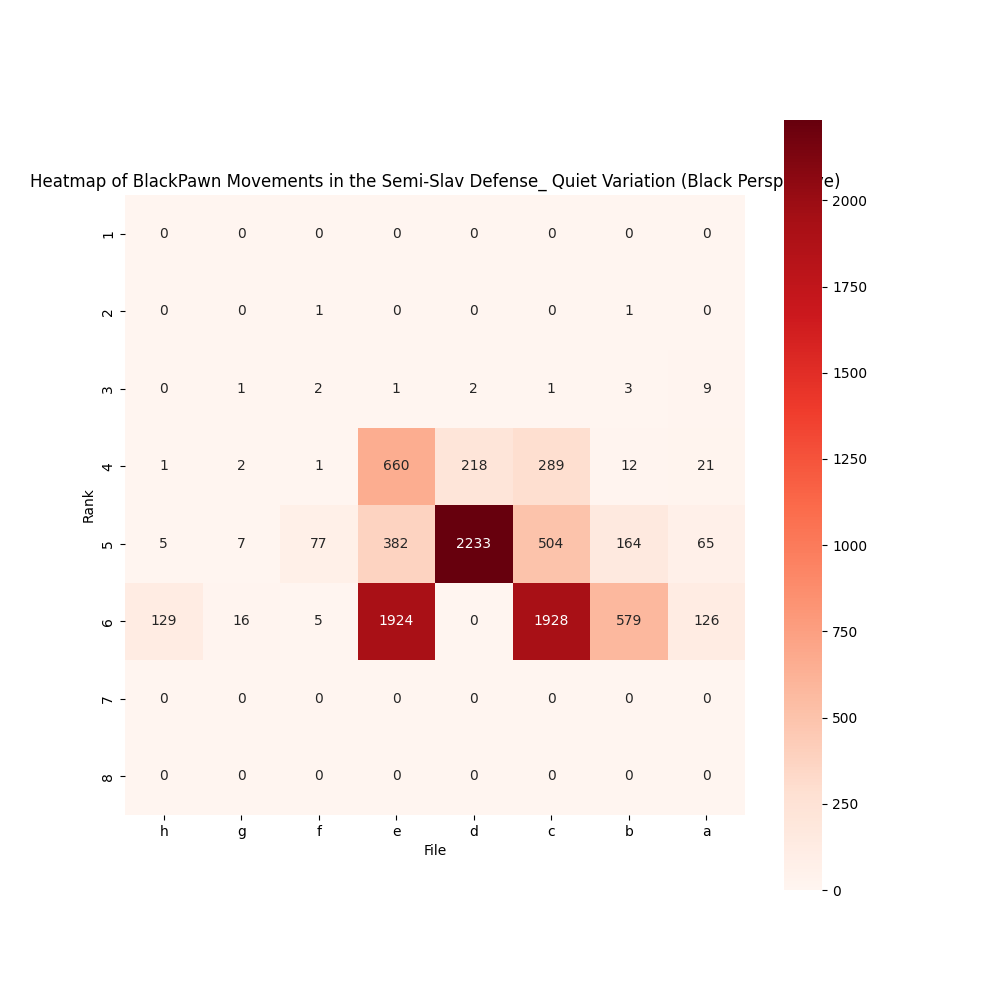 Heatmap of BlackPawn Movements in the Semi-Slav Defense_ Quiet Variation (Black Perspective)
2000
1750
1500
1250
1000
750
500
250
0
Rank
1 0 0 0 0 0 0 0 0
2 0 0 1 0 0 0 1 0
3 0 1 2 1 2 1 3 9
4 1 2 1 660 218 289 12 21
5 5 7 77 382 2233 504 164 65
6 129 16 5 1924 0 1928 579 126
7 0 0 0 0 0 0 0 0
8 0 0 0 0 0 0 0 0
h g f e d c b a
File